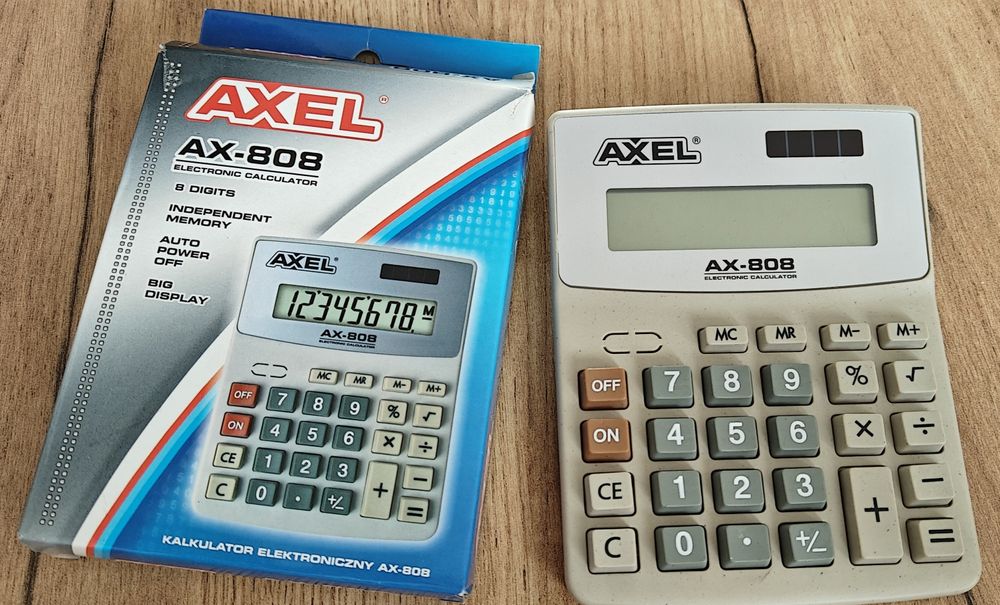 AXEL®
AX-808
ELECTRONIC CALCULATOR
8 DIGITS
INDEPENDENT
MEMORY
AUTO
POWER
OFF
BIG
DISPLAY
AXEL®
12345678. M
AX-808
ELECTRONIC CALCULATOR
MC MR M- M+
OFF 7 8 9 % √
ON 4 5 6 × ÷
CE 1 2 3 + −
C 0 · +/− =
KALKULATOR ELEKTRONICZNY AX-808
AXEL®
AX-808
ELECTRONIC CALCULATOR
MC MR M- M+
OFF 7 8 9 % √
ON 4 5 6 × ÷
CE 1 2 3 + −
C 0 · +/− =